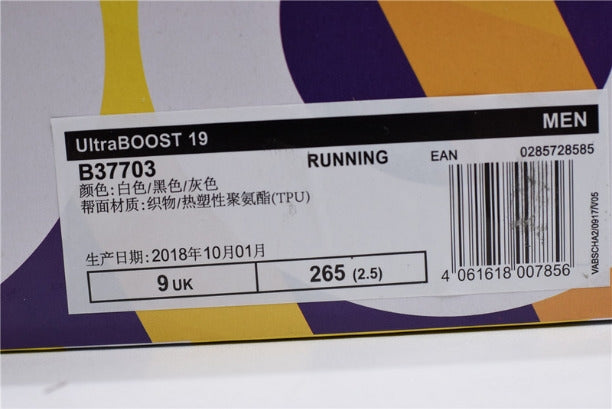 UltraBOOST 19
MEN
B37703
RUNNING
EAN
0285728585
颜色:白色/黑色/灰色
帮面材质:织物/热塑性聚氨酯(TPU)
生产日期:2018年10月01月
9 UK
265 (2.5)
4 061618 007856
VABSCHA2/0917/V05